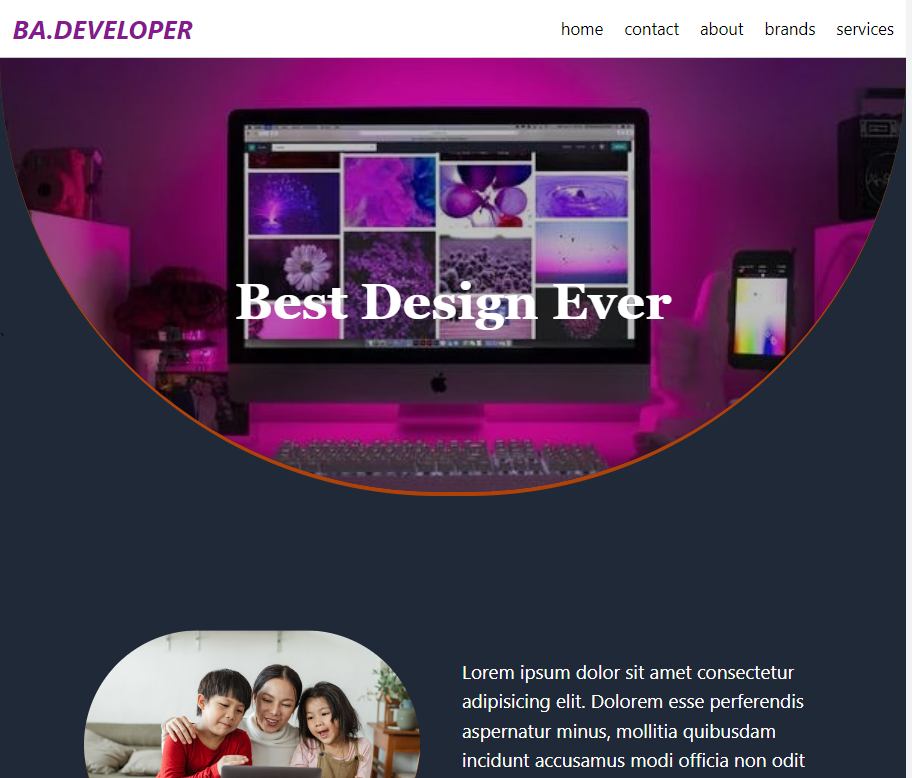 BA.DEVELOPER
home contact about brands services
Best Design Ever
Lorem ipsum dolor sit amet consectetur
adipisicing elit. Dolorem esse perferendis
aspernatur minus, mollitia quibusdam
incidunt accusamus modi officia non odit